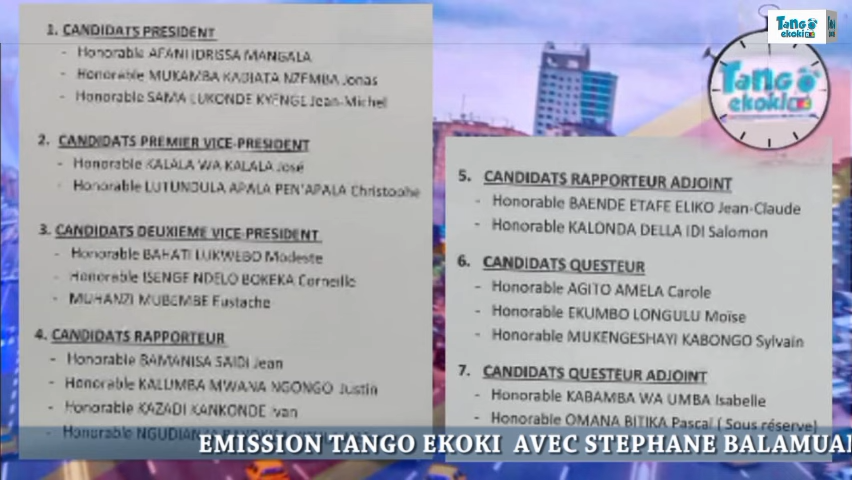 1. CANDIDATS PRESIDENT
- Honorable AFANI IDRISSA MANGALA
- Honorable MUKAMBA KADIATA NZEMBA Jonas
- Honorable SAMA LUKONDE KYENGE Jean-Michel
2. CANDIDATS PREMIER VICE-PRESIDENT
- Honorable KALALA WA KALALA José
- Honorable LUTUNDULA APALA PEN'APALA Christophe
3. CANDIDATS DEUXIEME VICE-PRESIDENT
- Honorable BAHATI LUKWEBO Modeste
- Honorable ISENGE NDELO BOKEKA Corneille
- MUHANZI MUBEMBE Eustache
4. CANDIDATS RAPPORTEUR
- Honorable BAMANISA SAIDI Jean
- Honorable KALUMBA MWANA NGONGO Justin
- Honorable KAZADI KANKONDE Ivan
- Honorable
5. CANDIDATS RAPPORTEUR ADJOINT
- Honorable BAENDE ETAFE ELIKO Jean-Claude
- Honorable KALONDA DELLA IDI Salomon
6. CANDIDATS QUESTEUR
- Honorable AGITO AMELA Carole
- Honorable EKUMBO LONGULU Moïse
- Honorable MUKENGESHAYI KABONGO Sylvain
7. CANDIDATS QUESTEUR ADJOINT
- Honorable KABAMBA WA UMBA Isabelle
- Honorable OMANA BITIKA Pascal ( Sous réserve)
Tango
ekoki
Tango
ekoki
EMISSION TANGO EKOKI AVEC STEPHANE BALAMUA